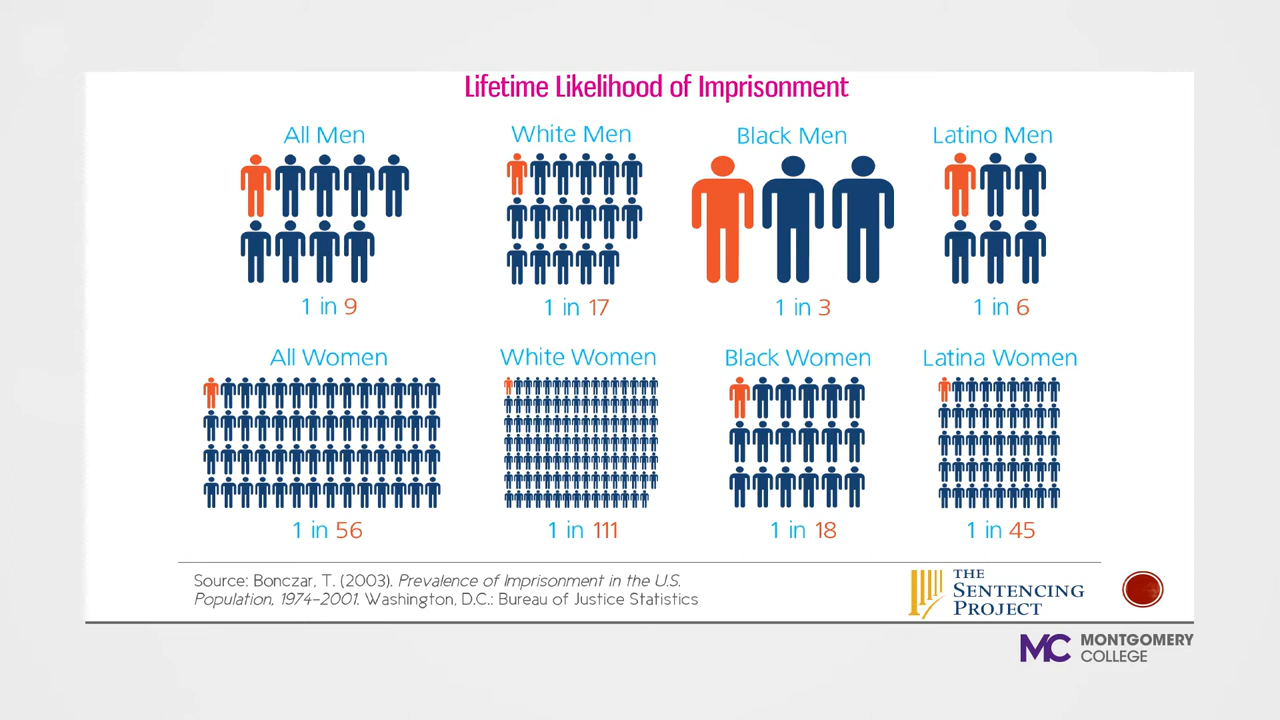 Lifetime Likelihood of Imprisonment
All Men
White Men
Black Men
Latino Men
1 in 9
1 in 17
1 in 3
1 in 6
All Women
White Women
Black Women
Latina Women
1 in 56
1 in 111
1 in 18
1 in 45
Source: Bonczar, T. (2003). Prevalence of Imprisonment in the U.S.
Population, 1974–2001. Washington, D.C.: Bureau of Justice Statistics
THE
SENTENCING
PROJECT
MC MONTGOMERY
COLLEGE